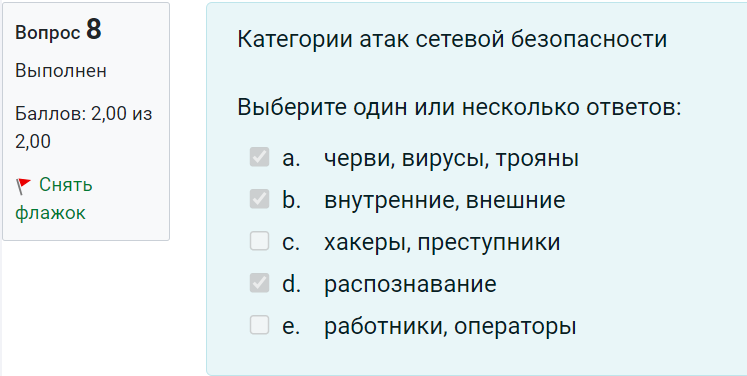 Вопрос 8
Выполнен
Баллов: 2,00 из
2,00
Снять
флажок
Категории атак сетевой безопасности
Выберите один или несколько ответов:
a. черви, вирусы, трояны
b. внутренние, внешние
c. хакеры, преступники
d. распознавание
e. работники, операторы